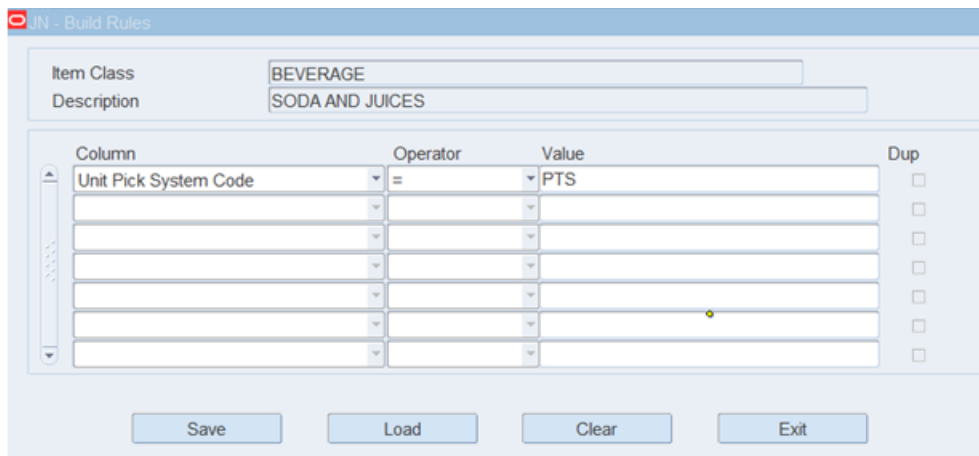 JN - Build Rules
Item Class BEVERAGE
Description SODA AND JUICES
Column Operator Value Dup
Unit Pick System Code = PTS
Save Load Clear Exit